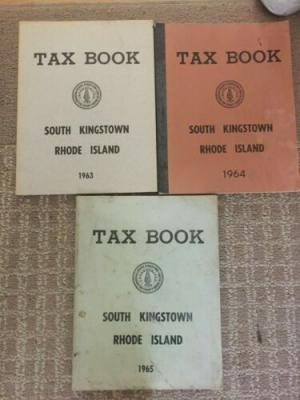 TAX BOOK
SOUTH KINGSTOWN
RHODE ISLAND
1963
TAX BOOK
SOUTH KINGSTOWN
RHODE ISLAND
1964
TAX BOOK
SOUTH KINGSTOWN
RHODE ISLAND
1965